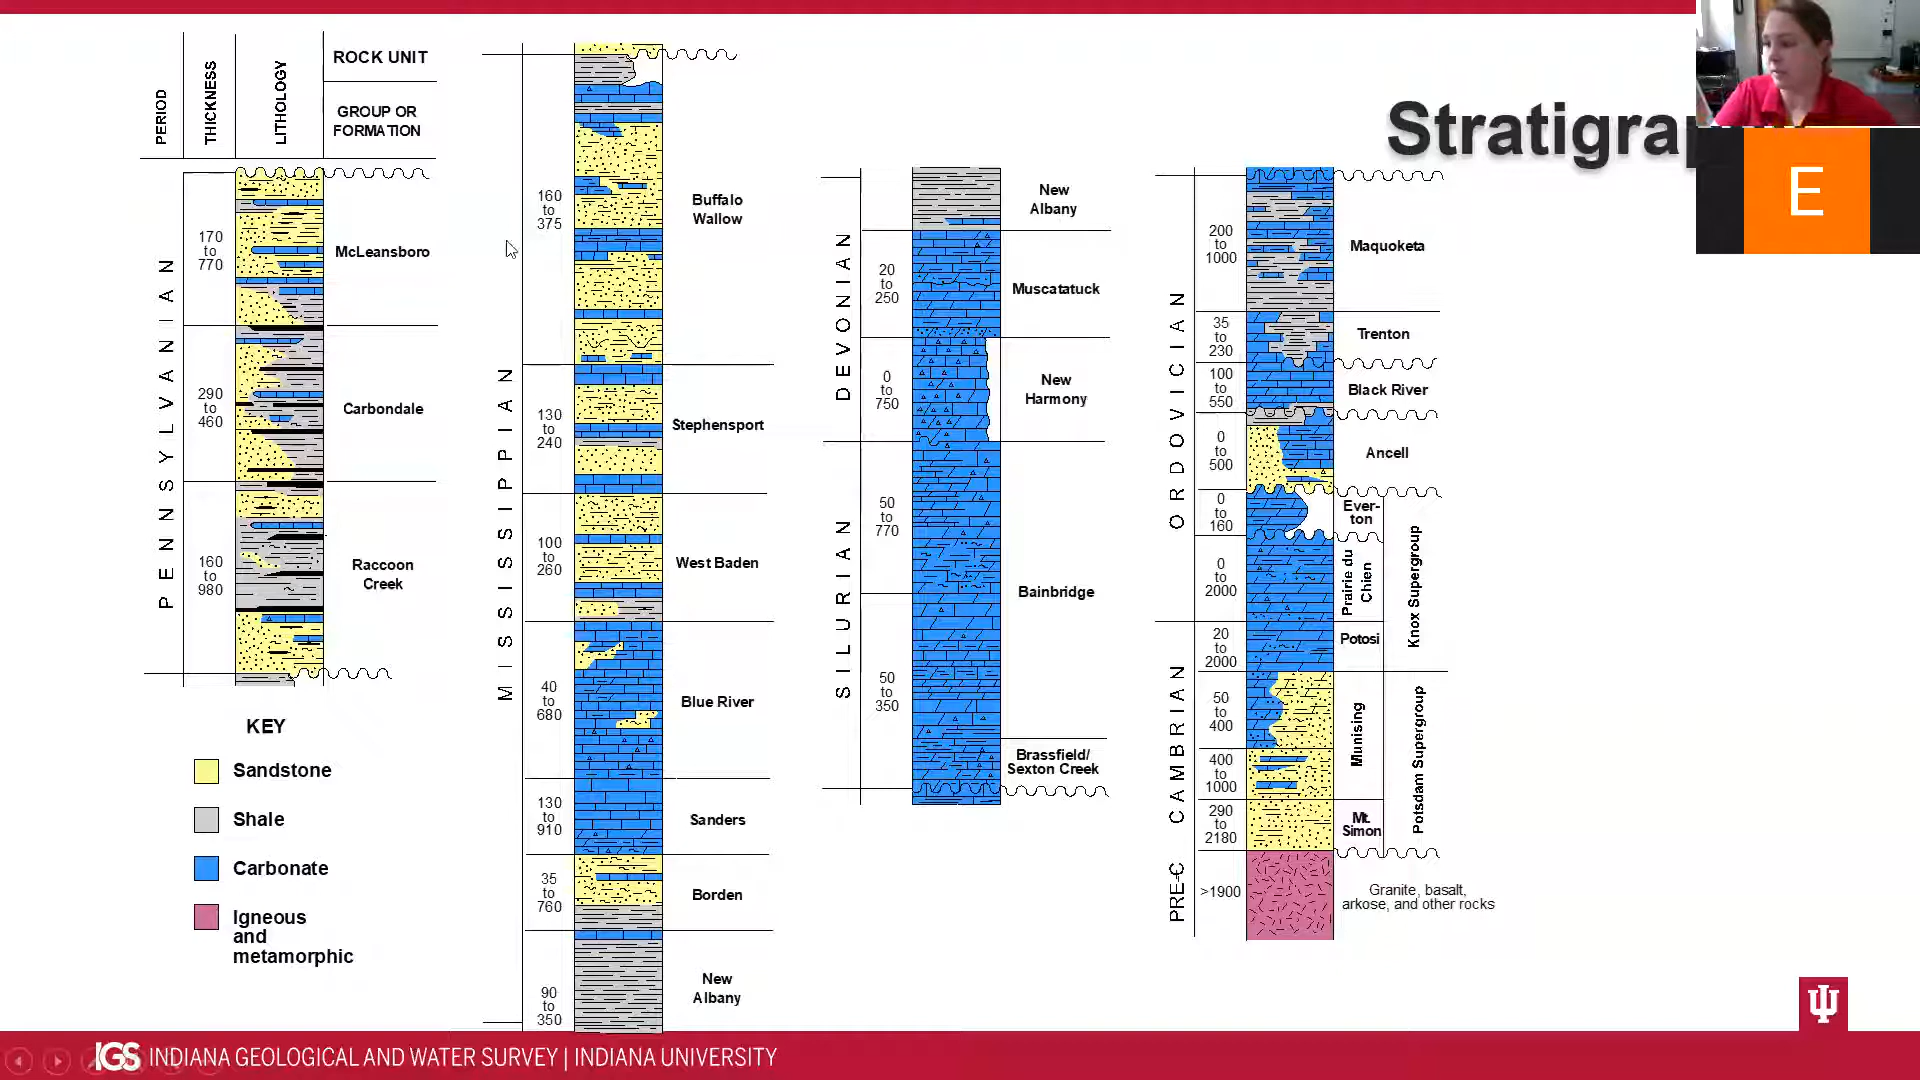 Stratigra
PERIOD
THICKNESS
LITHOLOGY
ROCK UNIT
GROUP OR
FORMATION
PENNSYLVANIAN
170
to
770
McLeansboro
290
to
460
Carbondale
160
to
980
Raccoon
Creek
KEY
Sandstone
Shale
Carbonate
Igneous
and
metamorphic
MISSISSIPPIAN
160
to
375
Buffalo
Wallow
130
to
240
Stephensport
100
to
260
West Baden
40
to
680
Blue River
130
to
910
Sanders
35
to
760
Borden
90
to
350
New
Albany
DEVONIAN
New
Albany
20
to
250
Muscatatuck
0
to
750
New
Harmony
SILURIAN
50
to
770
Bainbridge
50
to
350
Brassfield/
Sexton Creek
ORDOVICIAN
200
to
1000
Maquoketa
35
to
230
Trenton
100
to
550
Black River
0
to
500
Ancell
0
to
160
Ever-
ton
0
to
2000
Prairie du
Chien
Knox Supergroup
CAMBRIAN
20
to
2000
Potosi
50
to
400
Munising
400
to
1000
290
to
2180
Mt.
Simon
Potsdam Supergroup
PRE-Є
>1900
Granite, basalt,
arkose, and other rocks
E
IGS INDIANA GEOLOGICAL AND WATER SURVEY | INDIANA UNIVERSITY